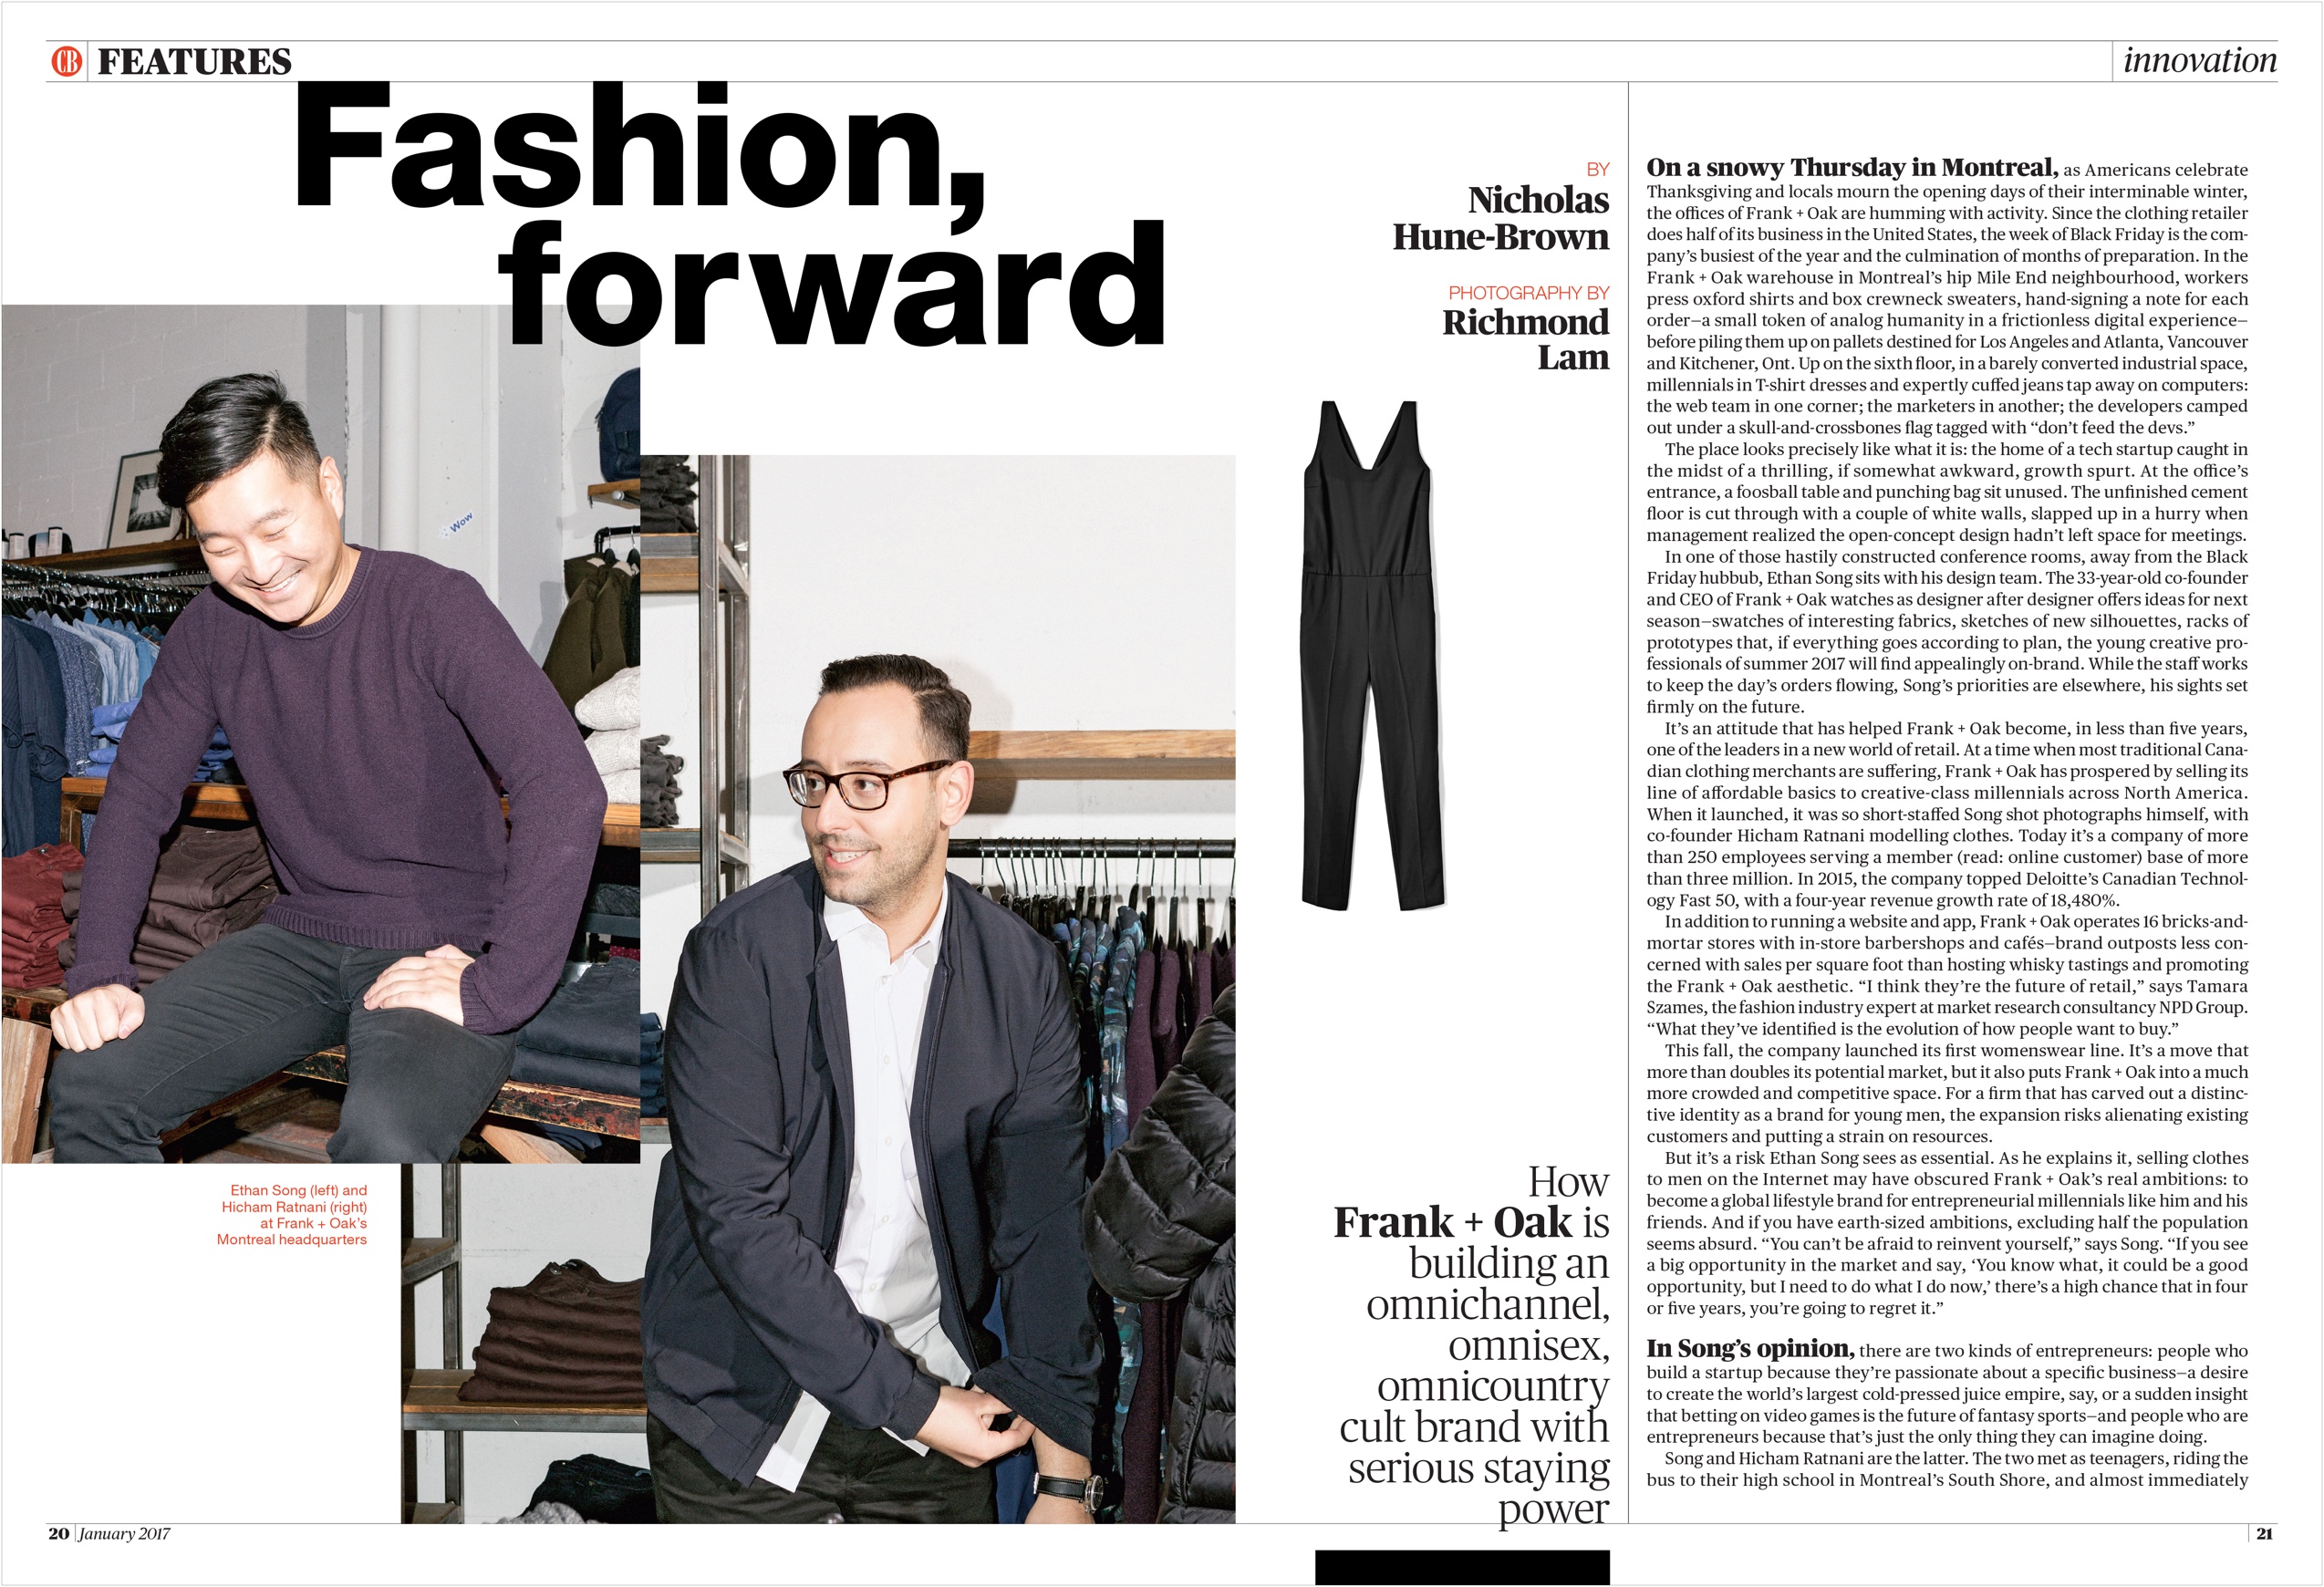 CB FEATURES
innovation
Fashion,
forward
BY
Nicholas
Hune-Brown
PHOTOGRAPHY BY
Richmond
Lam
Wow
Ethan Song (left) and
Hicham Ratnani (right)
at Frank + Oak’s
Montreal headquarters
How
Frank + Oak is
building an
omnichannel,
omnisex,
omnicountry
cult brand with
serious staying
power
On a snowy Thursday in Montreal, as Americans celebrate
Thanksgiving and locals mourn the opening days of their interminable winter,
the offices of Frank + Oak are humming with activity. Since the clothing retailer
does half of its business in the United States, the week of Black Friday is the com-
pany’s busiest of the year and the culmination of months of preparation. In the
Frank + Oak warehouse in Montreal’s hip Mile End neighbourhood, workers
press oxford shirts and box crewneck sweaters, hand-signing a note for each
order—a small token of analog humanity in a frictionless digital experience—
before piling them up on pallets destined for Los Angeles and Atlanta, Vancouver
and Kitchener, Ont. Up on the sixth floor, in a barely converted industrial space,
millennials in T-shirt dresses and expertly cuffed jeans tap away on computers:
the web team in one corner; the marketers in another; the developers camped
out under a skull-and-crossbones flag tagged with “don’t feed the devs.”
The place looks precisely like what it is: the home of a tech startup caught in
the midst of a thrilling, if somewhat awkward, growth spurt. At the office’s
entrance, a foosball table and punching bag sit unused. The unfinished cement
floor is cut through with a couple of white walls, slapped up in a hurry when
management realized the open-concept design hadn’t left space for meetings.
In one of those hastily constructed conference rooms, away from the Black
Friday hubbub, Ethan Song sits with his design team. The 33-year-old co-founder
and CEO of Frank + Oak watches as designer after designer offers ideas for next
season—swatches of interesting fabrics, sketches of new silhouettes, racks of
prototypes that, if everything goes according to plan, the young creative pro-
fessionals of summer 2017 will find appealingly on-brand. While the staff works
to keep the day’s orders flowing, Song’s priorities are elsewhere, his sights set
firmly on the future.
It’s an attitude that has helped Frank + Oak become, in less than five years,
one of the leaders in a new world of retail. At a time when most traditional Cana-
dian clothing merchants are suffering, Frank + Oak has prospered by selling its
line of affordable basics to creative-class millennials across North America.
When it launched, it was so short-staffed Song shot photographs himself, with
co-founder Hicham Ratnani modelling clothes. Today it’s a company of more
than 250 employees serving a member (read: online customer) base of more
than three million. In 2015, the company topped Deloitte’s Canadian Technol-
ogy Fast 50, with a four-year revenue growth rate of 18,480%.
In addition to running a website and app, Frank + Oak operates 16 bricks-and-
mortar stores with in-store barbershops and cafés—brand outposts less con-
cerned with sales per square foot than hosting whisky tastings and promoting
the Frank + Oak aesthetic. “I think they’re the future of retail,” says Tamara
Szames, the fashion industry expert at market research consultancy NPD Group.
“What they’ve identified is the evolution of how people want to buy.”
This fall, the company launched its first womenswear line. It’s a move that
more than doubles its potential market, but it also puts Frank + Oak into a much
more crowded and competitive space. For a firm that has carved out a distinc-
tive identity as a brand for young men, the expansion risks alienating existing
customers and putting a strain on resources.
But it’s a risk Ethan Song sees as essential. As he explains it, selling clothes
to men on the Internet may have obscured Frank + Oak’s real ambitions: to
become a global lifestyle brand for entrepreneurial millennials like him and his
friends. And if you have earth-sized ambitions, excluding half the population
seems absurd. “You can’t be afraid to reinvent yourself,” says Song. “If you see
a big opportunity in the market and say, ‘You know what, it could be a good
opportunity, but I need to do what I do now,’ there’s a high chance that in four
or five years, you’re going to regret it.”
In Song’s opinion, there are two kinds of entrepreneurs: people who
build a startup because they’re passionate about a specific business—a desire
to create the world’s largest cold-pressed juice empire, say, or a sudden insight
that betting on video games is the future of fantasy sports—and people who are
entrepreneurs because that’s just the only thing they can imagine doing.
Song and Hicham Ratnani are the latter. The two met as teenagers, riding the
bus to their high school in Montreal’s South Shore, and almost immediately
20 January 2017
21